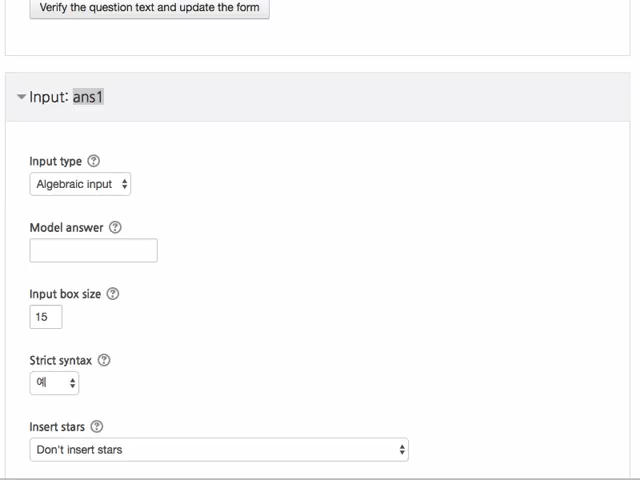 Verify the question text and update the form
Input: ans1
Input type
Algebraic input
Model answer
Input box size
15
Strict syntax
예
Insert stars
Don't insert stars